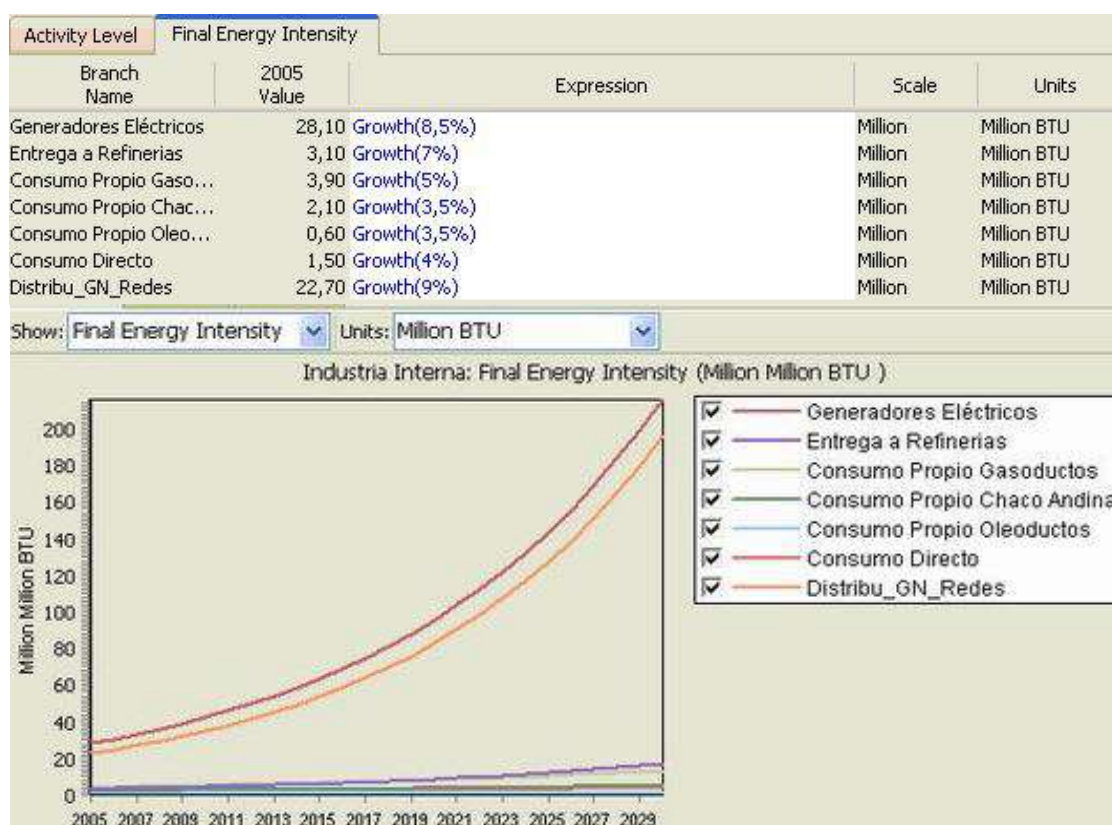 Activity Level Final Energy Intensity
Branch Name 2005 Value Expression Scale Units
Generadores Eléctricos 28,10 Growth(8,5%) Million Million BTU
Entrega a Refinerias 3,10 Growth(7%) Million Million BTU
Consumo Propio Gaso... 3,90 Growth(5%) Million Million BTU
Consumo Propio Chac... 2,10 Growth(3,5%) Million Million BTU
Consumo Propio Oleo... 0,60 Growth(3,5%) Million Million BTU
Consumo Directo 1,50 Growth(4%) Million Million BTU
Distribu_GN_Redes 22,70 Growth(9%) Million Million BTU
Show: Final Energy Intensity Units: Million BTU
Industria Interna: Final Energy Intensity (Million Million BTU )
Million Million BTU
200
180
160
140
120
100
80
60
40
20
0
2005 2007 2009 2011 2013 2015 2017 2019 2021 2023 2025 2027 2029
Generadores Eléctricos
Entrega a Refinerias
Consumo Propio Gasoductos
Consumo Propio Chaco Andina
Consumo Propio Oleoductos
Consumo Directo
Distribu_GN_Redes